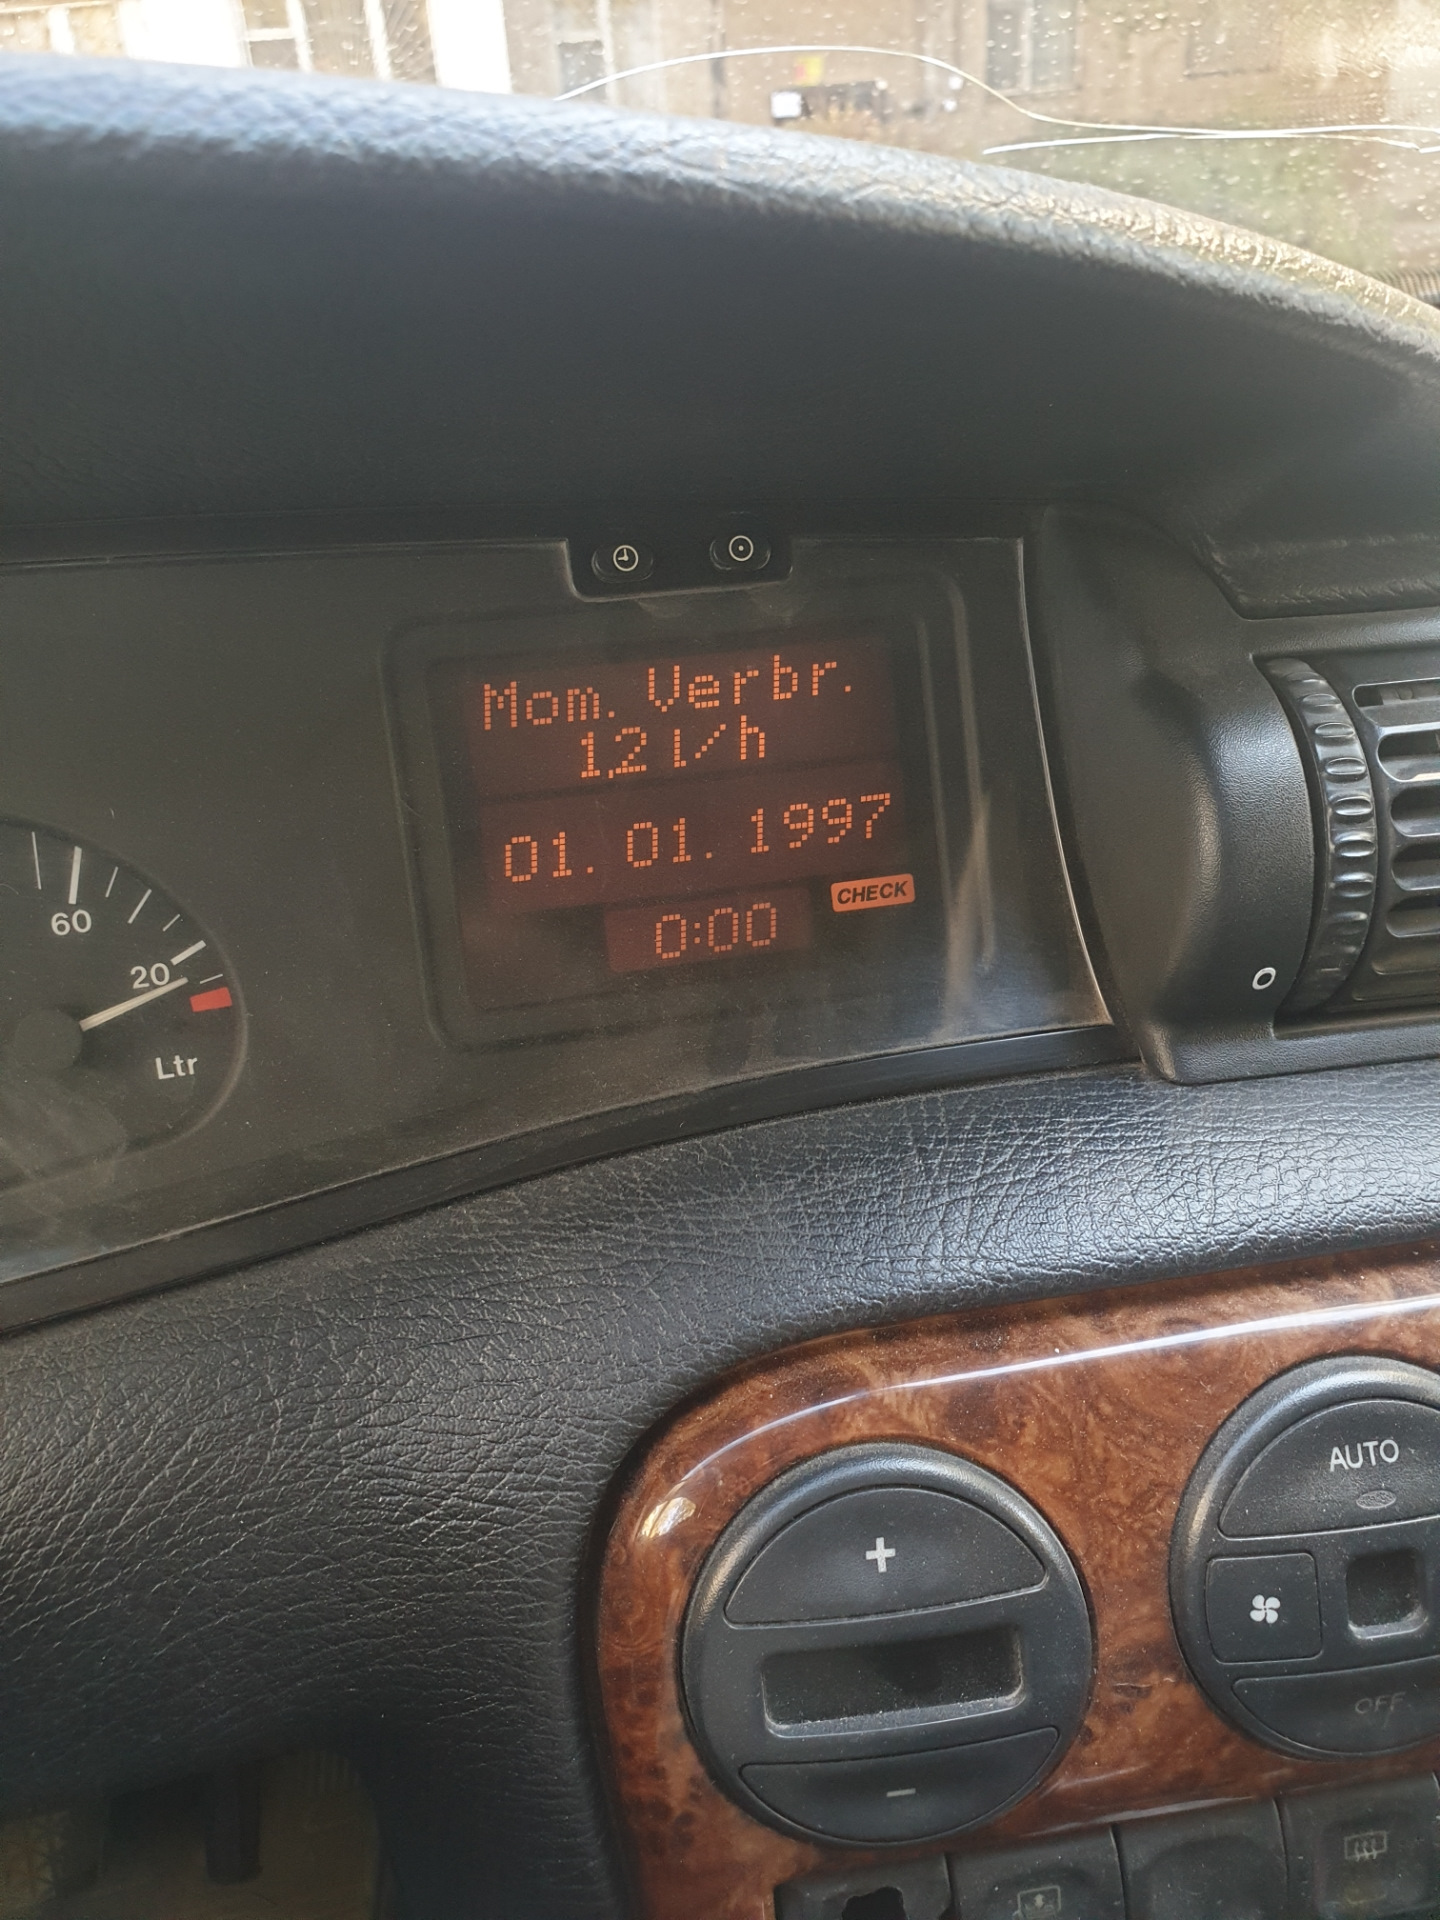 Mom. Verbr.
1,2 l/h
01. 01. 1997
CHECK
0:00
60
20
Ltr
AUTO
OFF
+
-